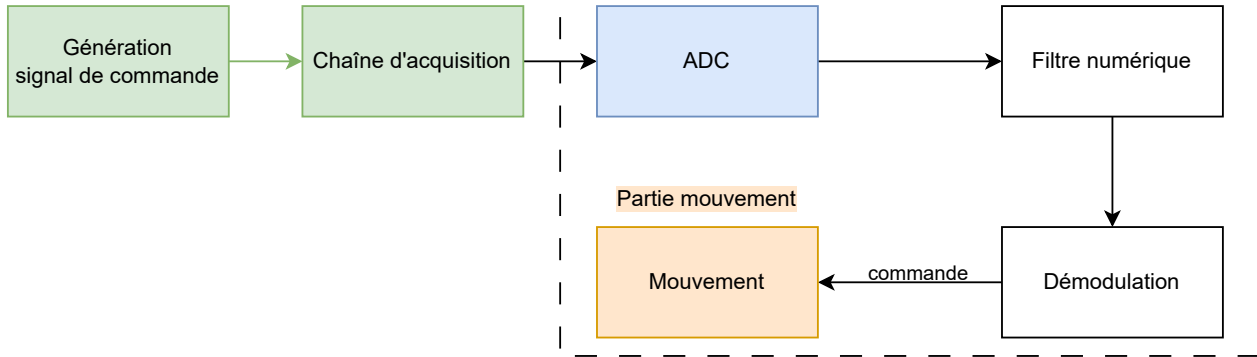 Génération
signal de commande
Chaîne d'acquisition
ADC
Filtre numérique
Partie mouvement
Mouvement
commande
Démodulation